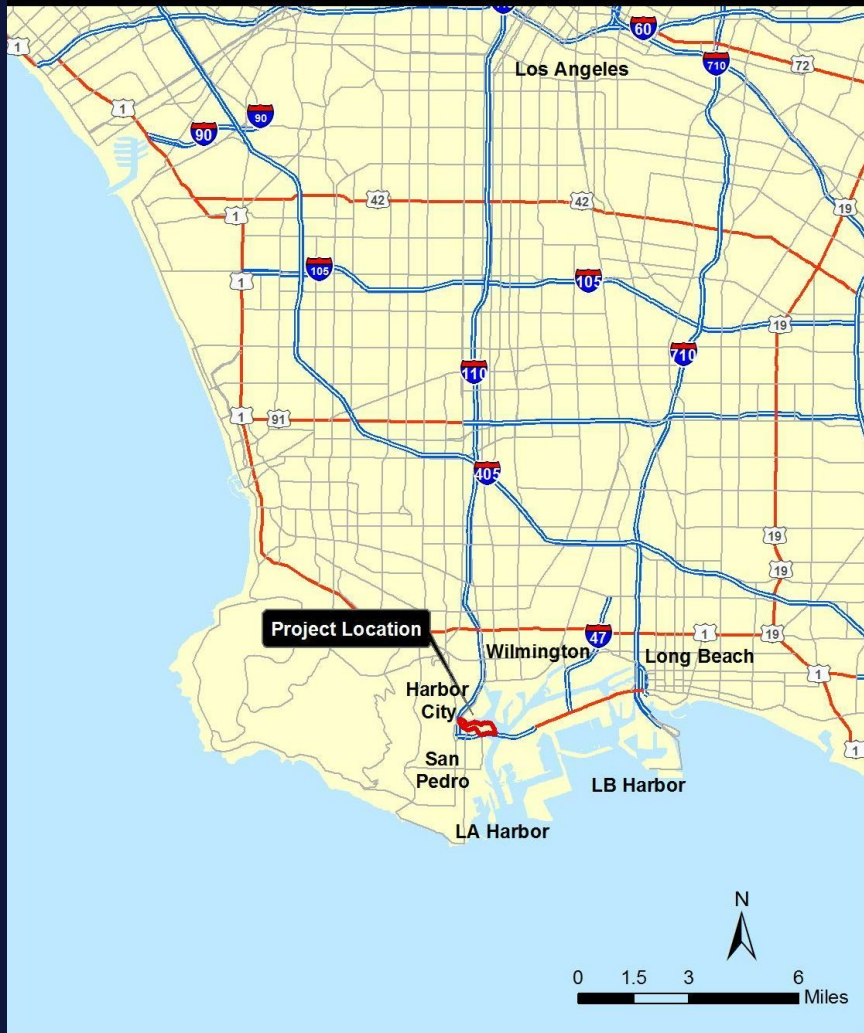 60
1
Los Angeles
710
72
1
90
90
42
42
19
1
105
105
1
19
710
110
1
91
405
19
19
Project Location
47
1
19
Wilmington
Long Beach
1
Harbor
City
1
San
Pedro
LB Harbor
LA Harbor
N
0 1.5 3 6
Miles